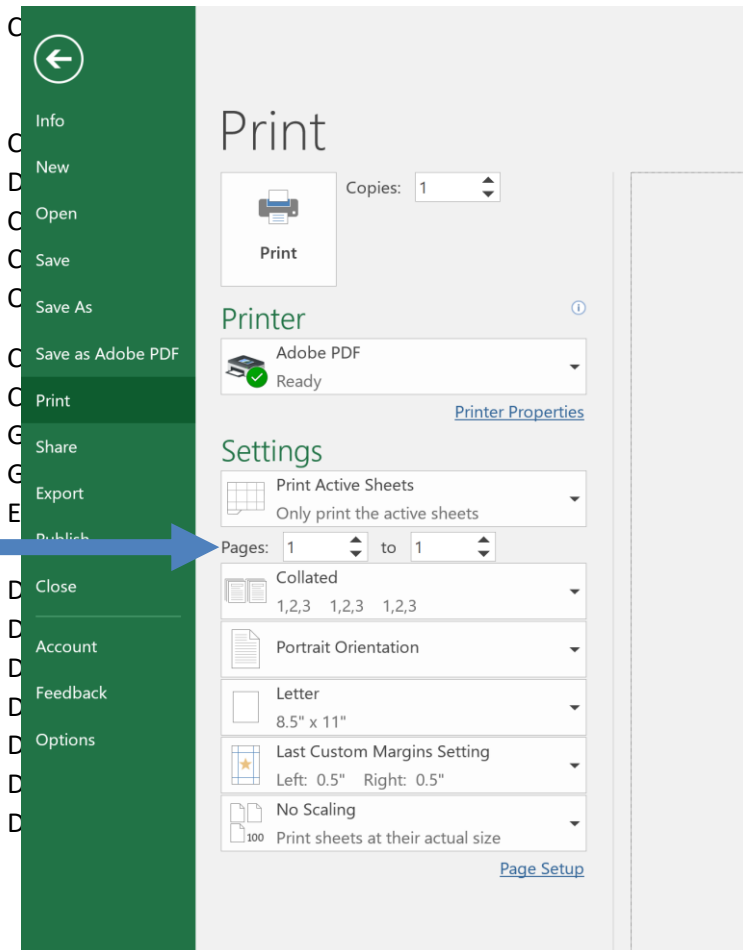 C
Info
C
New
D
Open
C
Save
C
Save As
C
Save as Adobe PDF
C
Print
C
Share
G
Export
G
E
Publish
Close
D
D
Account
D
Feedback
D
Options
D
D
D
Print
Copies: 1
Print
Printer
Adobe PDF
Ready
Printer Properties
Settings
Print Active Sheets
Only print the active sheets
Pages: 1 to 1
Collated
1,2,3 1,2,3 1,2,3
Portrait Orientation
Letter
8.5" x 11"
Last Custom Margins Setting
Left: 0.5" Right: 0.5"
No Scaling
100 Print sheets at their actual size
Page Setup